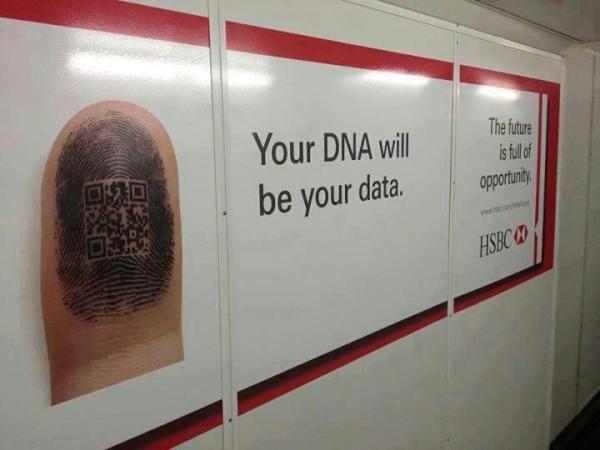 Your DNA will
be your data.
The future
is full of
opportunity.
HSBC